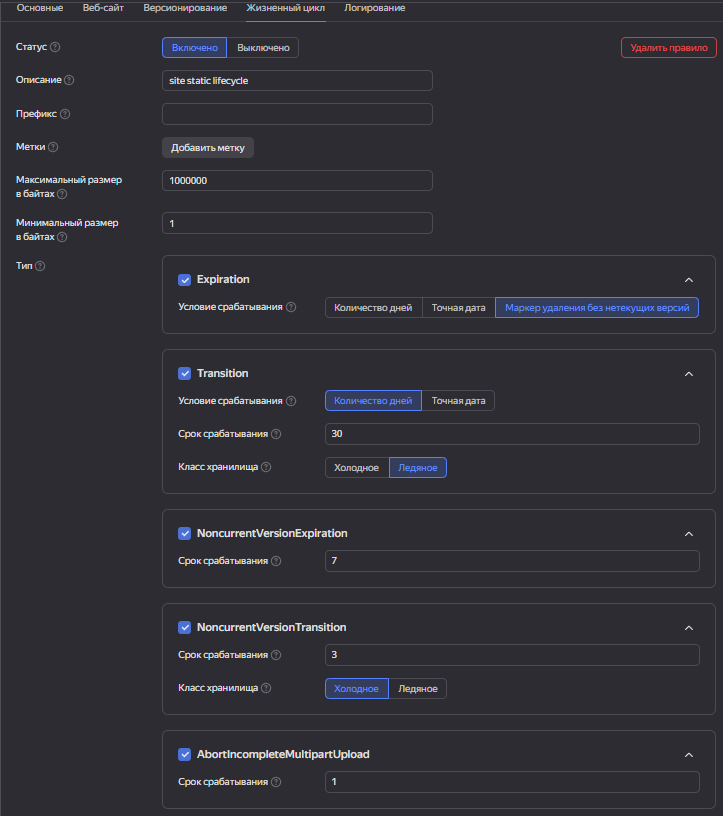 Основные Веб-сайт Версионирование Жизненный цикл Логирование
Статус Включено Выключено Удалить правило
Описание site static lifecycle
Префикс
Метки Добавить метку
Максимальный размер
в байтах 1000000
Минимальный размер
в байтах 1
Тип
Expiration
Условие срабатывания Количество дней Точная дата Маркер удаления без нетекущих версий
Transition
Условие срабатывания Количество дней Точная дата
Срок срабатывания 30
Класс хранилища Холодное Ледяное
NoncurrentVersionExpiration
Срок срабатывания 7
NoncurrentVersionTransition
Срок срабатывания 3
Класс хранилища Холодное Ледяное
AbortIncompleteMultipartUpload
Срок срабатывания 1